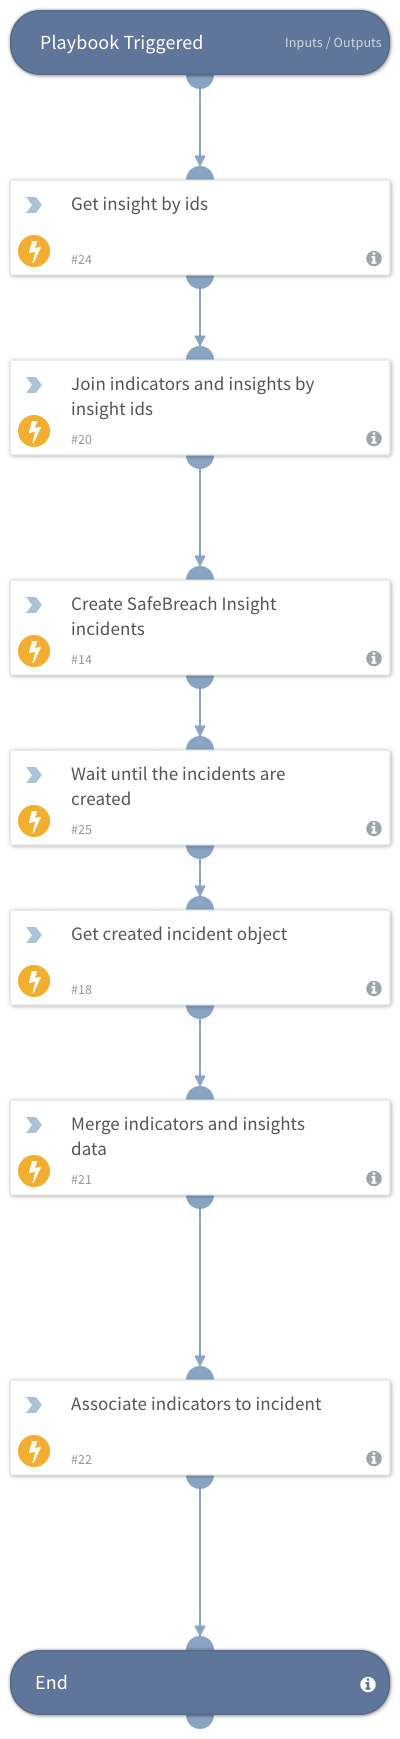 Playbook Triggered
Inputs / Outputs
Get insight by ids
#24
Join indicators and insights by
insight ids
#20
Create SafeBreach Insight
incidents
#14
Wait until the incidents are
created
#25
Get created incident object
#18
Merge indicators and insights
data
#21
Associate indicators to incident
#22
End